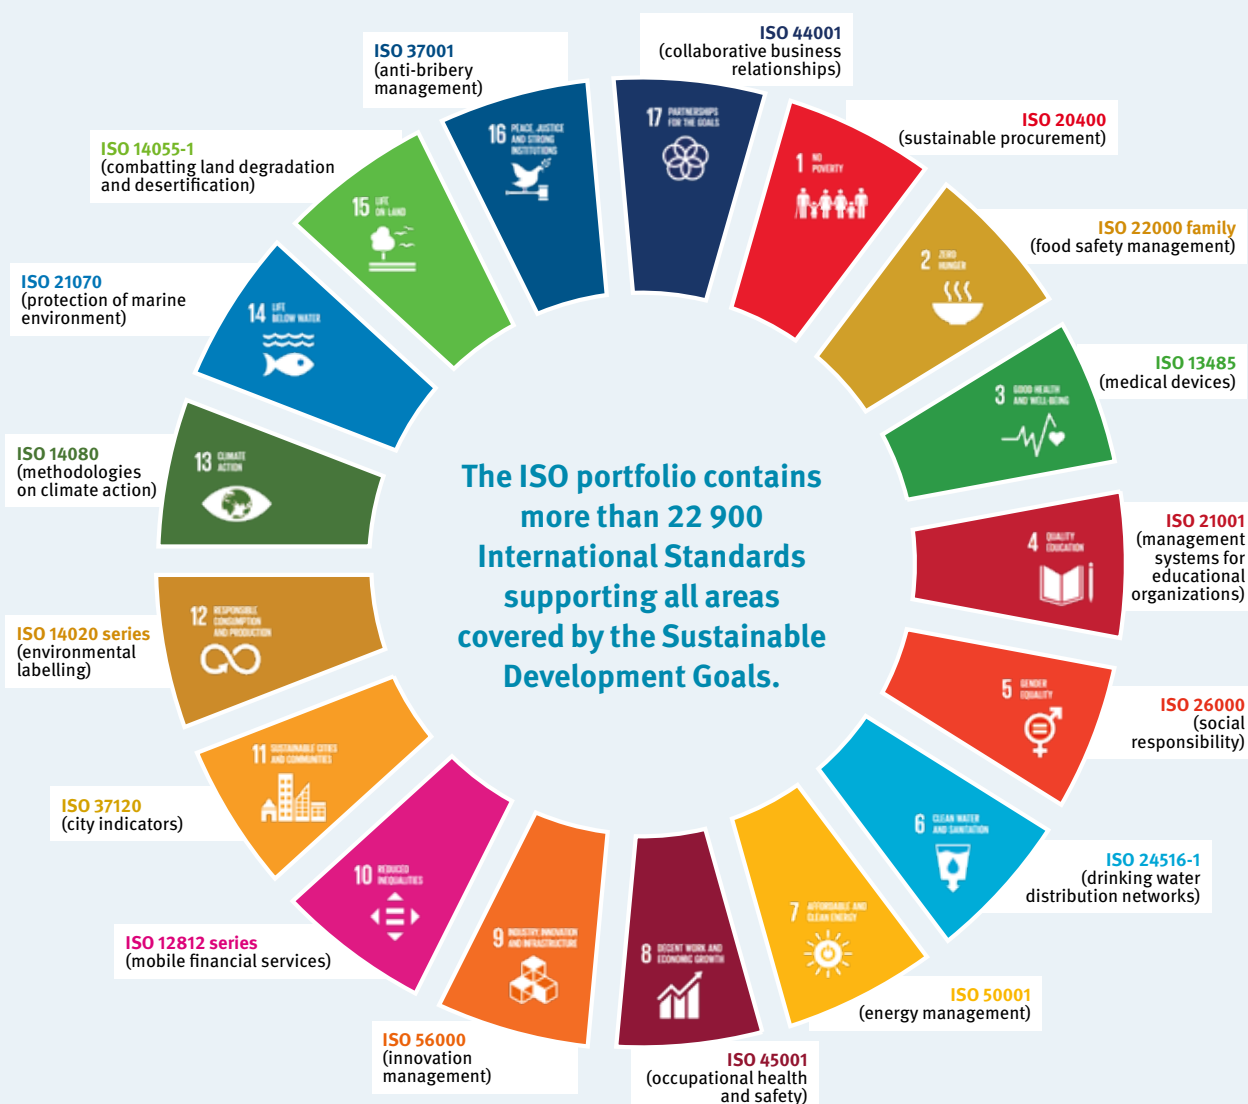 ISO 44001
(collaborative business
relationships)
17 PARTNERSHIPS
FOR THE GOALS
ISO 20400
(sustainable procurement)
1 NO
POVERTY
ISO 22000 family
(food safety management)
2 ZERO
HUNGER
ISO 13485
(medical devices)
3 GOOD HEALTH
AND WELL-BEING
ISO 21001
(management
systems for
educational
organizations)
4 QUALITY
EDUCATION
ISO 26000
(social
responsibility)
5 GENDER
EQUALITY
ISO 24516-1
(drinking water
distribution networks)
6 CLEAN WATER
AND SANITATION
ISO 50001
(energy management)
7 AFFORDABLE AND
CLEAN ENERGY
ISO 45001
(occupational health
and safety)
8 DECENT WORK AND
ECONOMIC GROWTH
ISO 56000
(innovation
management)
9 INDUSTRY, INNOVATION
AND INFRASTRUCTURE
ISO 12812 series
(mobile financial services)
10 REDUCED
INEQUALITIES
ISO 37120
(city indicators)
11 SUSTAINABLE CITIES
AND COMMUNITIES
ISO 14020 series
(environmental
labelling)
12 RESPONSIBLE
CONSUMPTION
AND PRODUCTION
ISO 14080
(methodologies
on climate action)
13 CLIMATE
ACTION
ISO 21070
(protection of marine
environment)
14 LIFE
BELOW WATER
ISO 14055-1
(combatting land degradation
and desertification)
15 LIFE
ON LAND
ISO 37001
(anti-bribery
management)
16 PEACE, JUSTICE
AND STRONG
INSTITUTIONS
The ISO portfolio contains
more than 22 900
International Standards
supporting all areas
covered by the Sustainable
Development Goals.